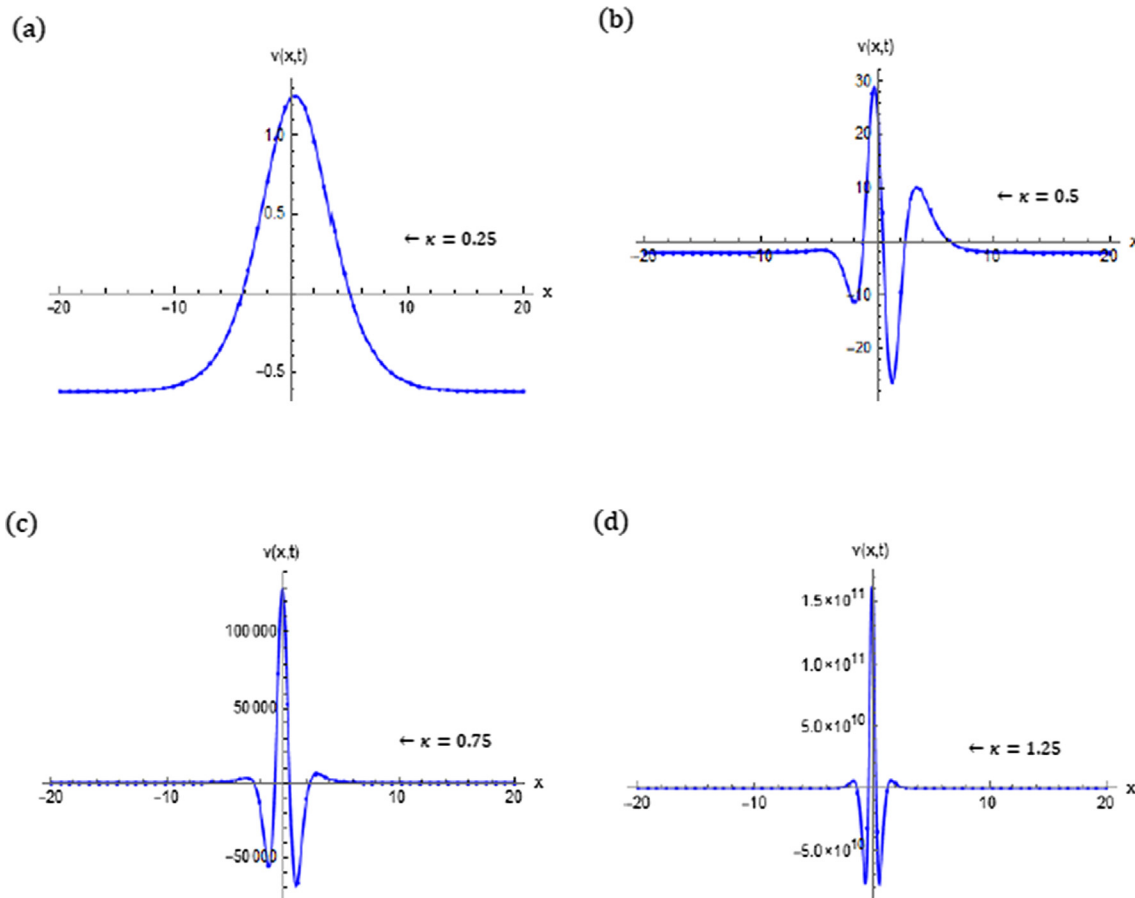 (a)
v(x,t)
1.0
0.5
← κ = 0.25
-20 -10 10 20 x
-0.5
(b)
v(x,t)
30
20
10
← κ = 0.5
-20 -10 0 10 20 x
-10
-20
(c)
v(x,t)
100 000
50 000
← κ = 0.75
-20 -10 10 20 x
-50 000
(d)
v(x,t)
1.5×10¹¹
1.0×10¹¹
5.0×10¹⁰
← κ = 1.25
-20 -10 10 20 x
-5.0×10¹⁰